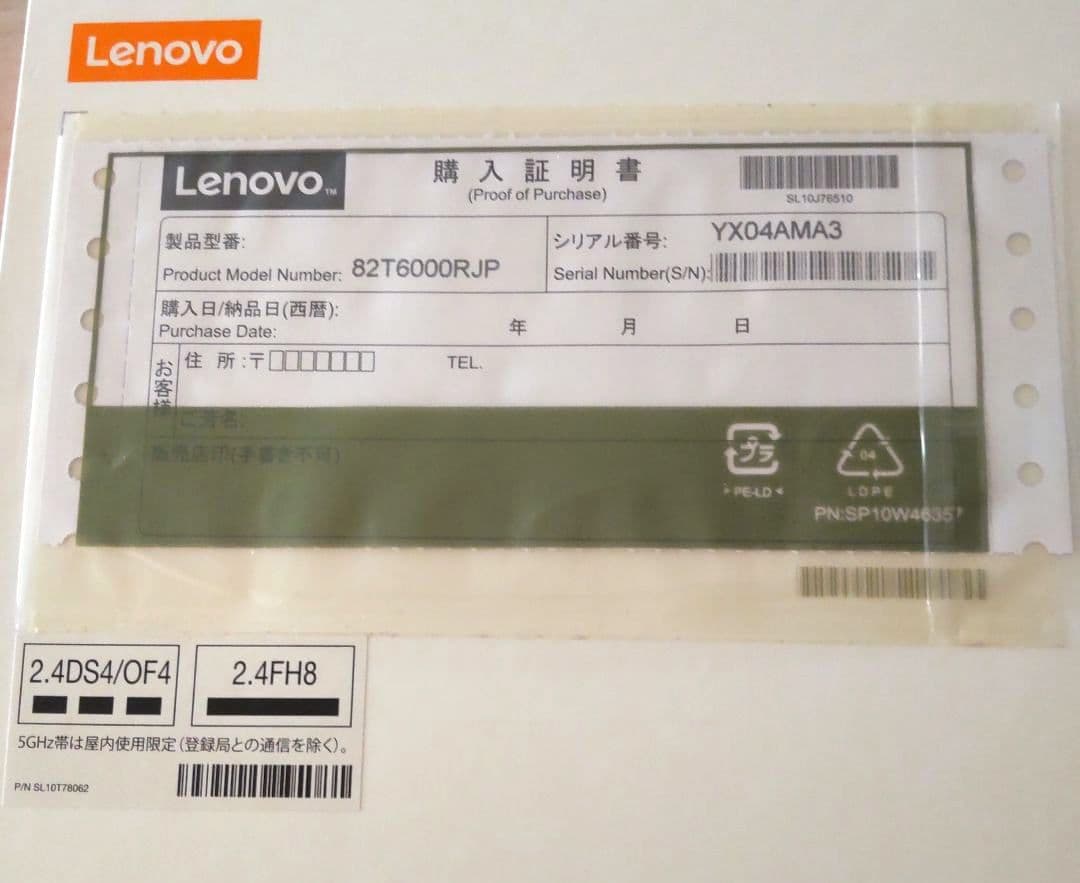 Lenovo
Lenovo™
購入証明書
(Proof of Purchase)
SL10J76510
製品型番:
Product Model Number: 82T6000RJP
シリアル番号: YX04AMA3
Serial Number(S/N):
購入日/納品日(西暦):
Purchase Date: 年 月 日
お客様
住 所:〒 TEL.
ご芳名:
販売店印(手書き不可)
プラ
PE-LD
04
LDPE
PN:SP10W46357
2.4DS4/OF4
2.4FH8
5GHz帯は屋内使用限定(登録局との通信を除く)。
P/N SL10T78062